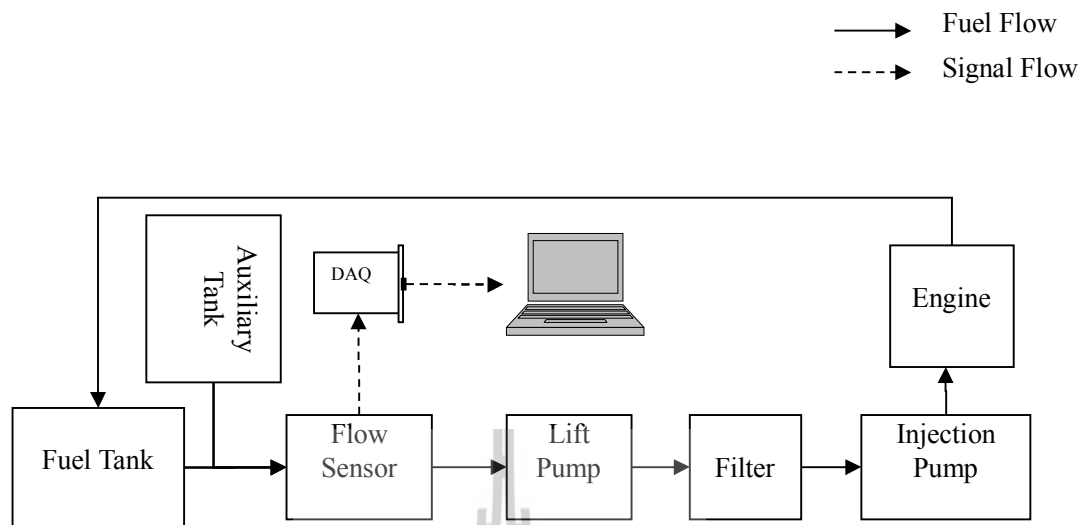 Fuel Flow
Signal Flow
Auxiliary
Tank
DAQ
Engine
Fuel Tank
Flow
Sensor
Lift
Pump
Filter
Injection
Pump